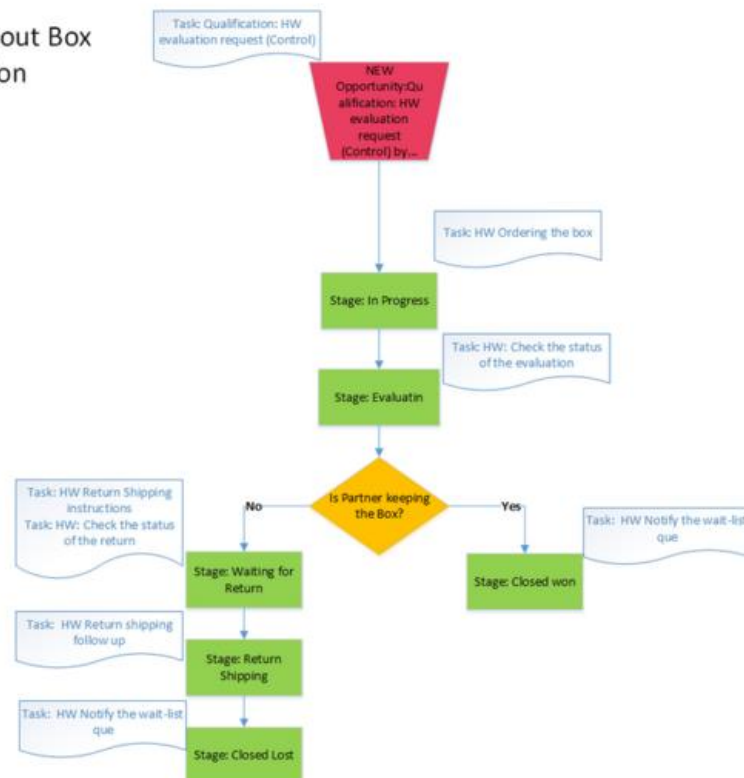 out Box
on
Task: Qualification: HW
evaluation request (Control)
NEW
Opportunity:Qu
alification: HW
evaluation
request
(Control) by...
Task: HW Ordering the box
Stage: In Progress
Task: HW: Check the status
of the evaluation
Stage: Evaluatin
Is Partner keeping
the Box?
No
Yes
Task: HW Return Shipping
instructions
Task: HW: Check the status
of the return
Task: HW Notify the wait-list
que
Stage: Waiting for
Return
Stage: Closed won
Task: HW Return shipping
follow up
Stage: Return
Shipping
Task: HW Notify the wait-list
que
Stage: Closed Lost